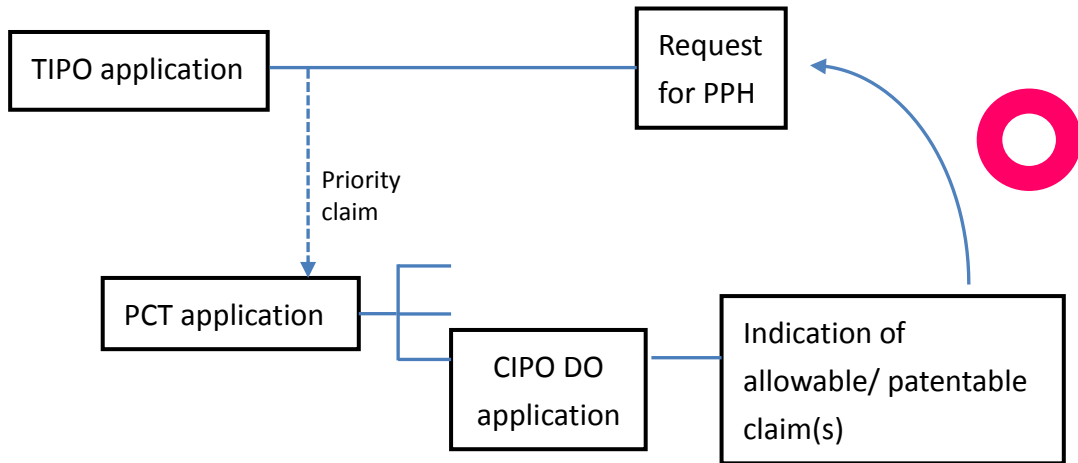 TIPO application
Request
for PPH
Priority
claim
PCT application
CIPO DO
application
Indication of
allowable/ patentable
claim(s)